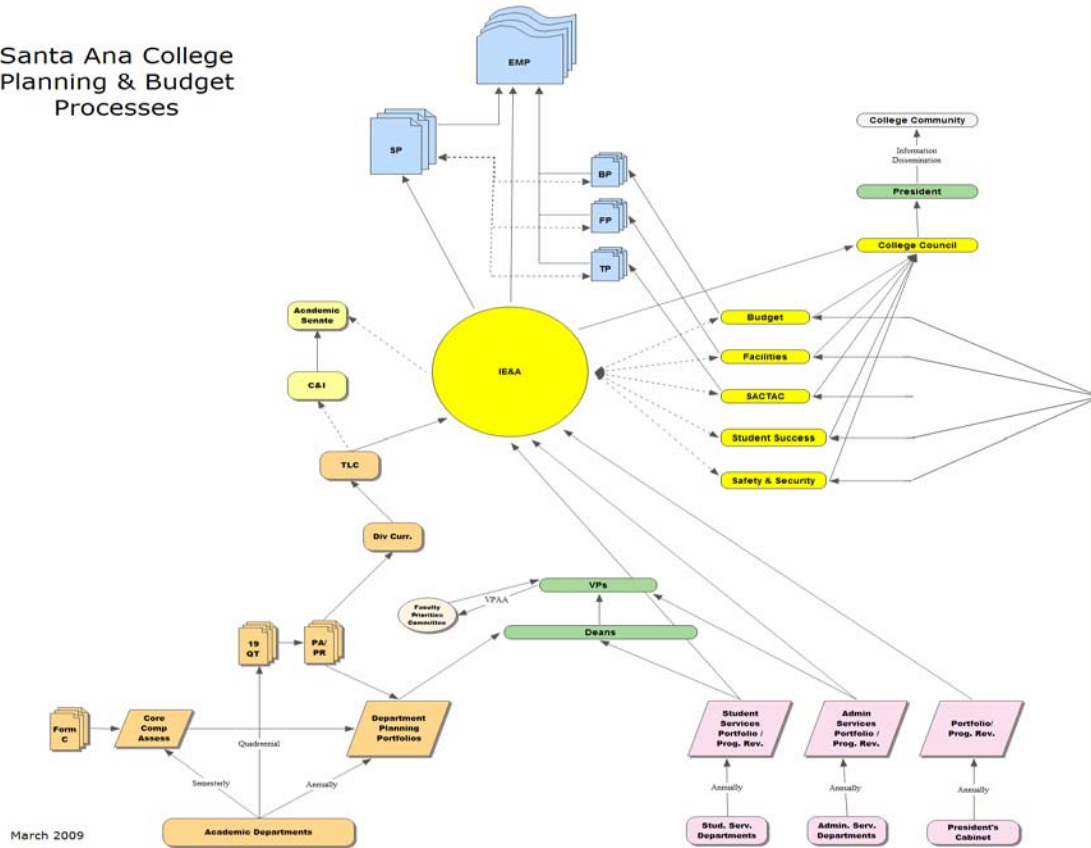 Santa Ana College
Planning & Budget
Processes
EMP
SP
BP
FP
TP
College Community
Information
Dissemination
President
College Council
Academic
Senate
C&I
IE&A
Budget
Facilities
SACTAC
Student Success
Safety & Security
TLC
Div Curr.
VPs
VPAA
Faculty
Priorities
Committee
Deans
19
QT
PA/
PR
Form
C
Core
Comp
Assess
Quadrennial
Department
Planning
Portfolios
Student
Services
Portfolio /
Prog. Rev.
Admin
Services
Portfolio /
Prog. Rev.
Portfolio/
Prog. Rev.
Semesterly
Annually
Annually
Annually
Annually
Academic Departments
Stud. Serv.
Departments
Admin. Serv.
Departments
President's
Cabinet
March 2009